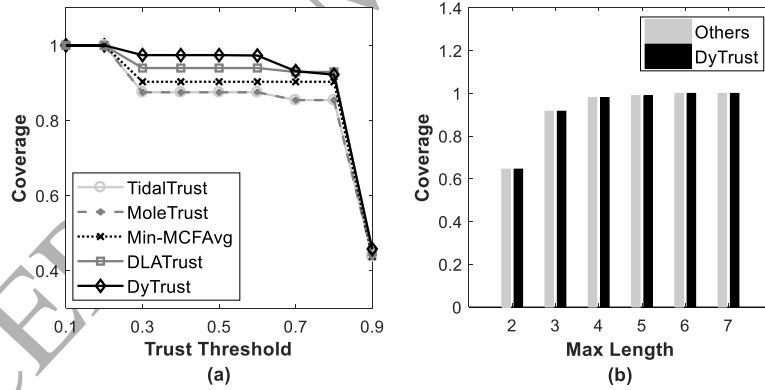 1
0.8
0.6
0.4
Coverage
TidalTrust
MoleTrust
Min-MCFAvg
DLATrust
DyTrust
0.1 0.3 0.5 0.7 0.9
Trust Threshold
(a)
1.4
1.2
1
0.8
0.6
0.4
0.2
0
Coverage
Others
DyTrust
2 3 4 5 6 7
Max Length
(b)